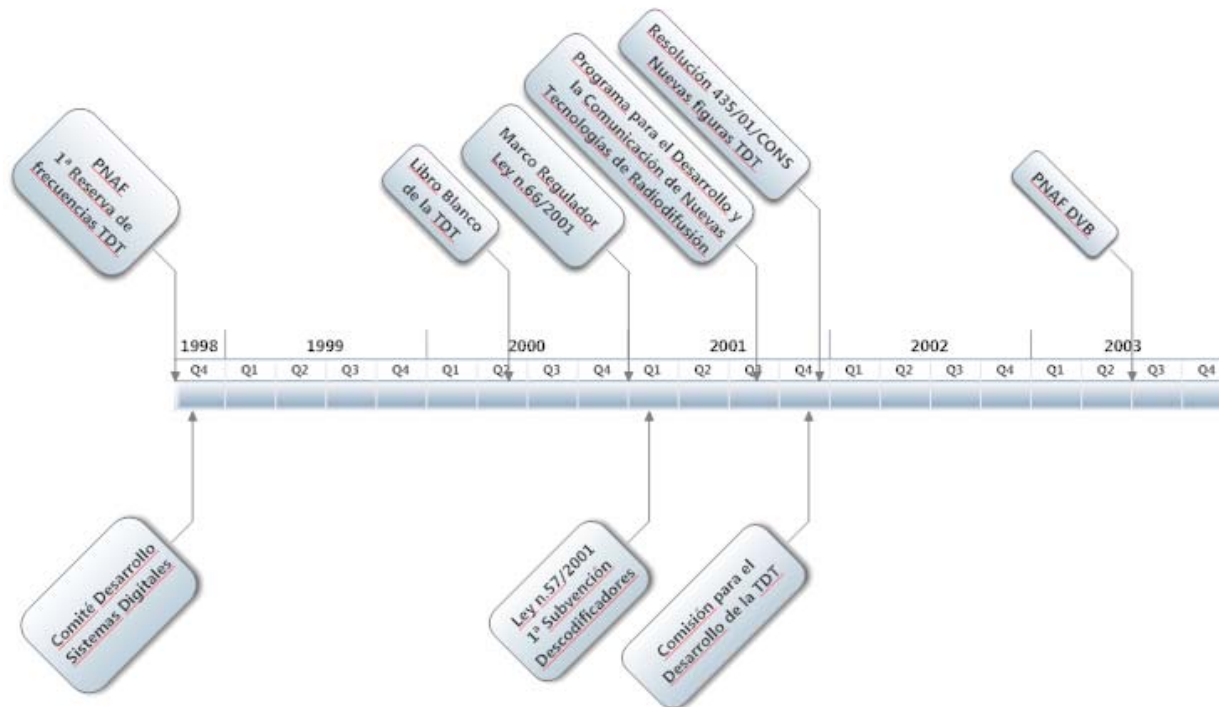 PNAF
1ª Reserva de
frecuencias TDT
Libro Blanco
de la TDT
Marco Regulador
Ley n.66/2001
Programa para el Desarrollo y
la Comunicación de Nuevas
Tecnologías de Radiodifusión
Resolución 435/01/CONS
Nuevas figuras TDT
PNAF DVB
1998 1999 2000 2001 2002 2003
Q4 Q1 Q2 Q3 Q4 Q1 Q2 Q3 Q4 Q1 Q2 Q3 Q4 Q1 Q2 Q3 Q4 Q1 Q2 Q3 Q4
Comité Desarrollo
Sistemas Digitales
Ley n.57/2001
1ª Subvención
Descodificadores
Comisión para el
Desarrollo de la TDT